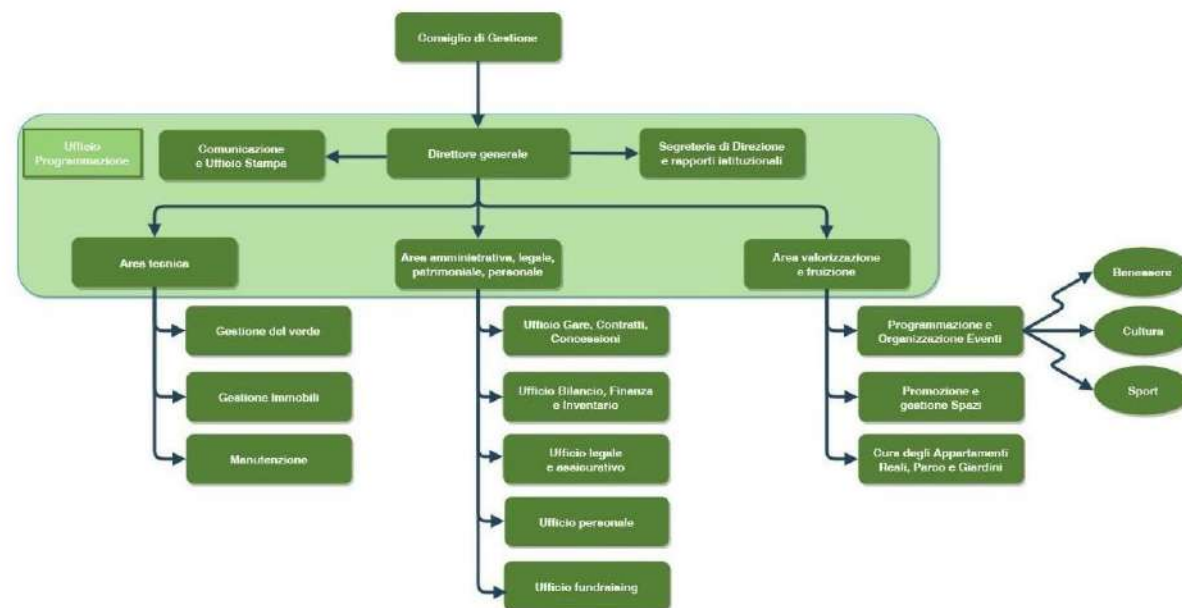 Consiglio di Gestione
Ufficio
Programmazione
Comunicazione
e Ufficio Stampa
Direttore generale
Segreteria di Direzione
e rapporti istituzionali
Area tecnica
Area amministrativa, legale,
patrimoniale, personale
Area valorizzazione
e fruizione
Gestione del verde
Gestione Immobili
Manutenzione
Ufficio Gare, Contratti,
Concessioni
Ufficio Bilancio, Finanza
e Inventario
Ufficio legale
e assicurativo
Ufficio personale
Ufficio fundraising
Programmazione e
Organizzazione Eventi
Promozione e
gestione Spazi
Cura degli Appartamenti
Reali, Parco e Giardini
Benessere
Cultura
Sport